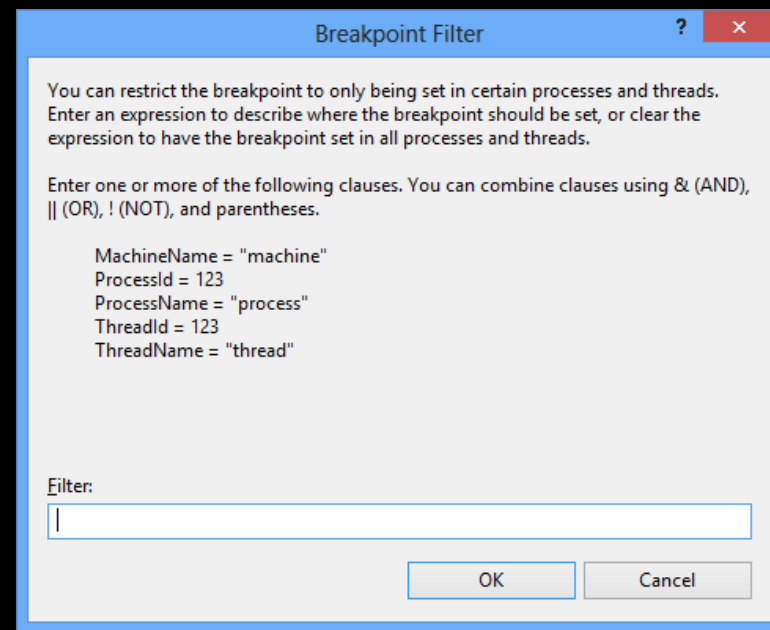 Breakpoint Filter
?
You can restrict the breakpoint to only being set in certain processes and threads.
Enter an expression to describe where the breakpoint should be set, or clear the
expression to have the breakpoint set in all processes and threads.
Enter one or more of the following clauses. You can combine clauses using & (AND),
|| (OR), ! (NOT), and parentheses.
MachineName = "machine"
ProcessId = 123
ProcessName = "process"
ThreadId = 123
ThreadName = "thread"
Filter:
OK
Cancel